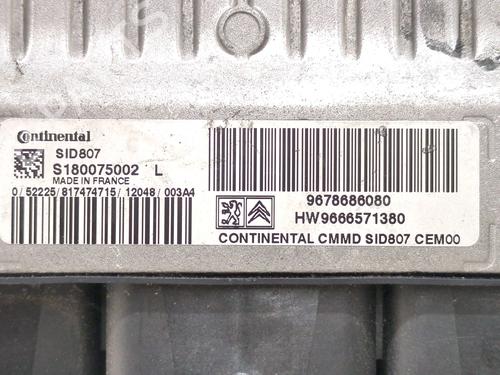 Continental
SID807
S180075002 L
MADE IN FRANCE
0/52225/817474715/12048/003A4
9678686080
HW9666571380
CONTINENTAL CMMD SID807 CEM00